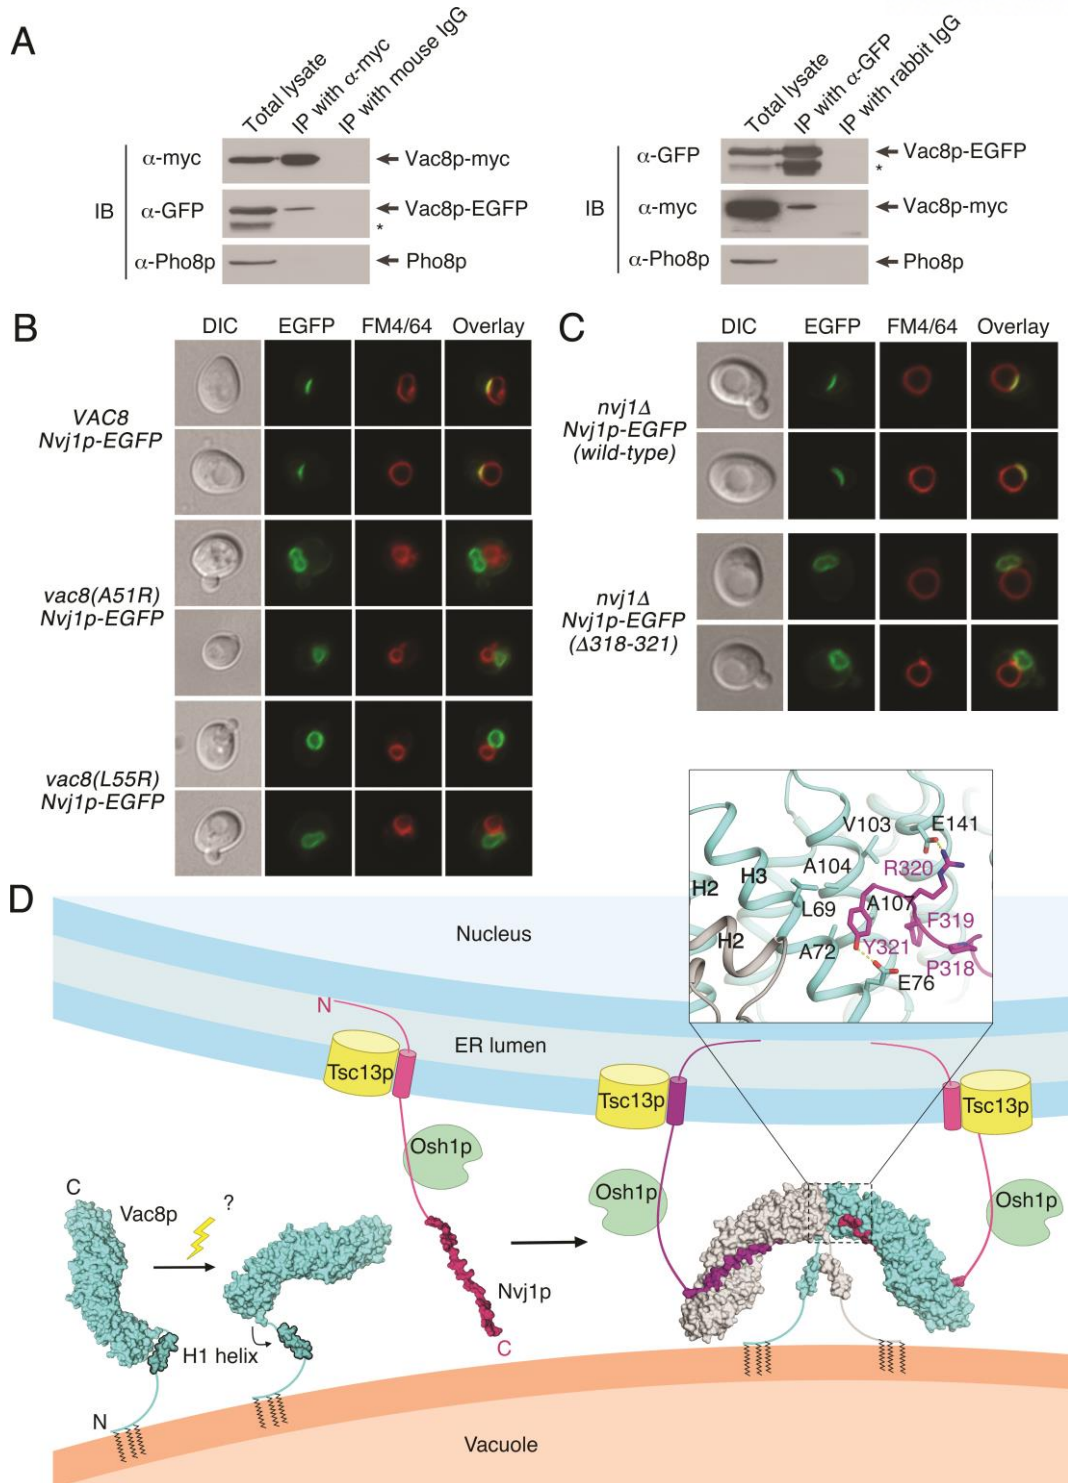 A
Total lysate
IP with α-myc
IP with mouse IgG
IB
α-myc
Vac8p-myc
α-GFP
Vac8p-EGFP
*
α-Pho8p
Pho8p
Total lysate
IP with α-GFP
IP with rabbit IgG
IB
α-GFP
Vac8p-EGFP
*
α-myc
Vac8p-myc
α-Pho8p
Pho8p
B
DIC EGFP FM4/64 Overlay
VAC8
Nvj1p-EGFP
vac8(A51R)
Nvj1p-EGFP
vac8(L55R)
Nvj1p-EGFP
C
DIC EGFP FM4/64 Overlay
nvj1Δ
Nvj1p-EGFP
(wild-type)
nvj1Δ
Nvj1p-EGFP
(Δ318-321)
D
V103 E141
A104 R320
H3
H2
L69 A107
F319
H2
A72 Y321
P318
E76
Nucleus
N
ER lumen
Tsc13p
Tsc13p
Tsc13p
Osh1p
Osh1p
Osh1p
C
Vac8p
?
Nvj1p
C
H1 helix
N
Vacuole